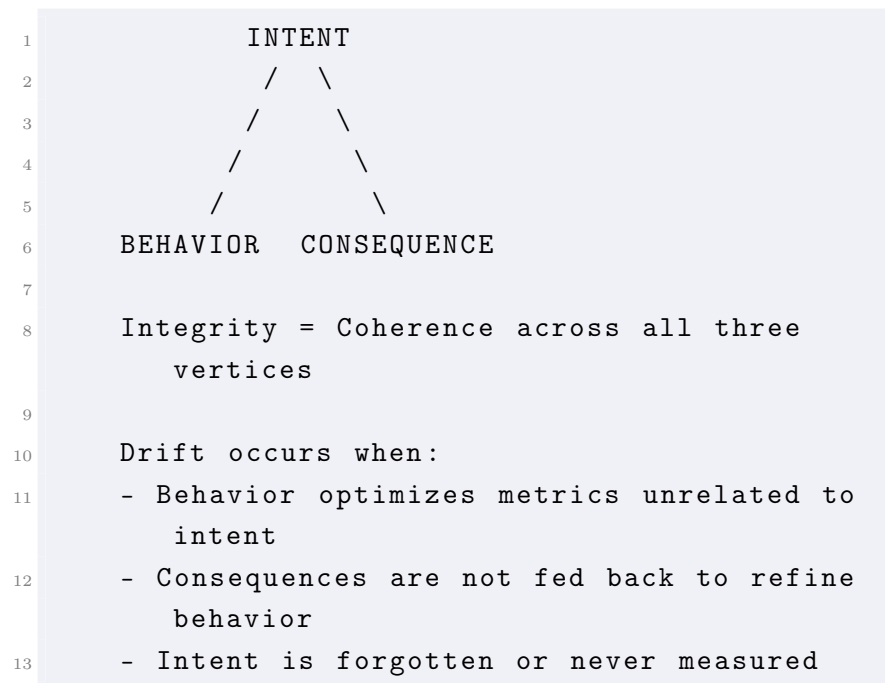 1 INTENT
2 / \
3 / \
4 / \
5 / \
6 BEHAVIOR CONSEQUENCE
7
8 Integrity = Coherence across all three
vertices
9
10 Drift occurs when:
11 - Behavior optimizes metrics unrelated to
intent
12 - Consequences are not fed back to refine
behavior
13 - Intent is forgotten or never measured